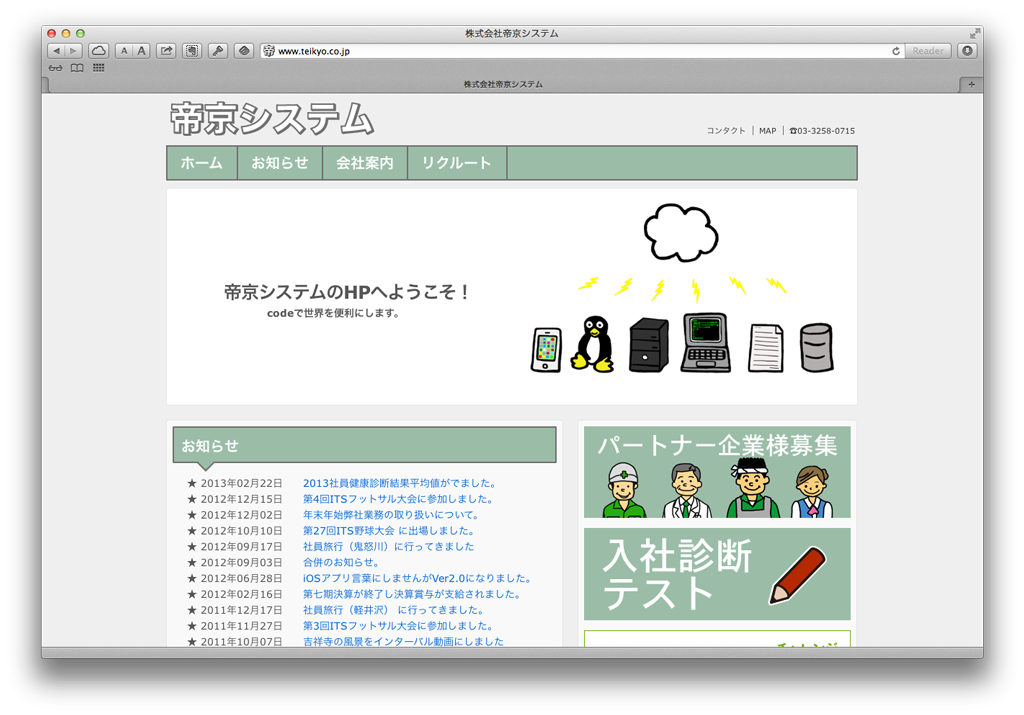 株式会社帝京システム
A A
www.teikyo.co.jp
Reader
株式会社帝京システム
帝京システム
コンタクト | MAP | ☎03-3258-0715
ホーム お知らせ 会社案内 リクルート
帝京システムのHPへようこそ！
codeで世界を便利にします。
お知らせ
★ 2013年02月22日 2013社員健康診断結果平均値がでました。
★ 2012年12月15日 第4回ITSフットサル大会に参加しました。
★ 2012年12月02日 年末年始弊社業務の取り扱いについて。
★ 2012年10月10日 第27回ITS野球大会 に出場しました。
★ 2012年09月17日 社員旅行（鬼怒川）に行ってきました
★ 2012年09月03日 合併のお知らせ。
★ 2012年06月28日 iOSアプリ言葉にしませんがVer2.0になりました。
★ 2012年02月16日 第七期決算が終了し決算賞与が支給されました。
★ 2011年12月17日 社員旅行（軽井沢） に行ってきました。
★ 2011年11月27日 第3回ITSフットサル大会に参加しました。
★ 2011年10月07日 吉祥寺の風景をインターバル動画にしました
パートナー企業様募集
入社診断
テスト